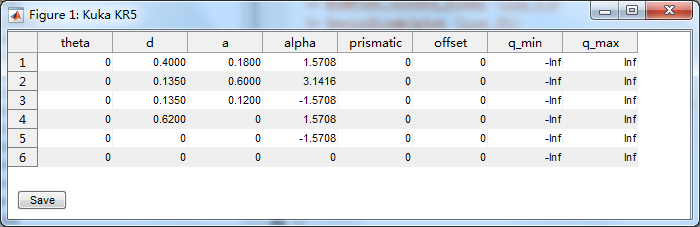 Figure 1: Kuka KR5
theta d a alpha prismatic offset q_min q_max
1 0 0.4000 0.1800 1.5708 0 0 -Inf Inf
2 0 0.1350 0.6000 3.1416 0 0 -Inf Inf
3 0 0.1350 0.1200 -1.5708 0 0 -Inf Inf
4 0 0.6200 0 1.5708 0 0 -Inf Inf
5 0 0 0 -1.5708 0 0 -Inf Inf
6 0 0 0 0 0 0 -Inf Inf
Save